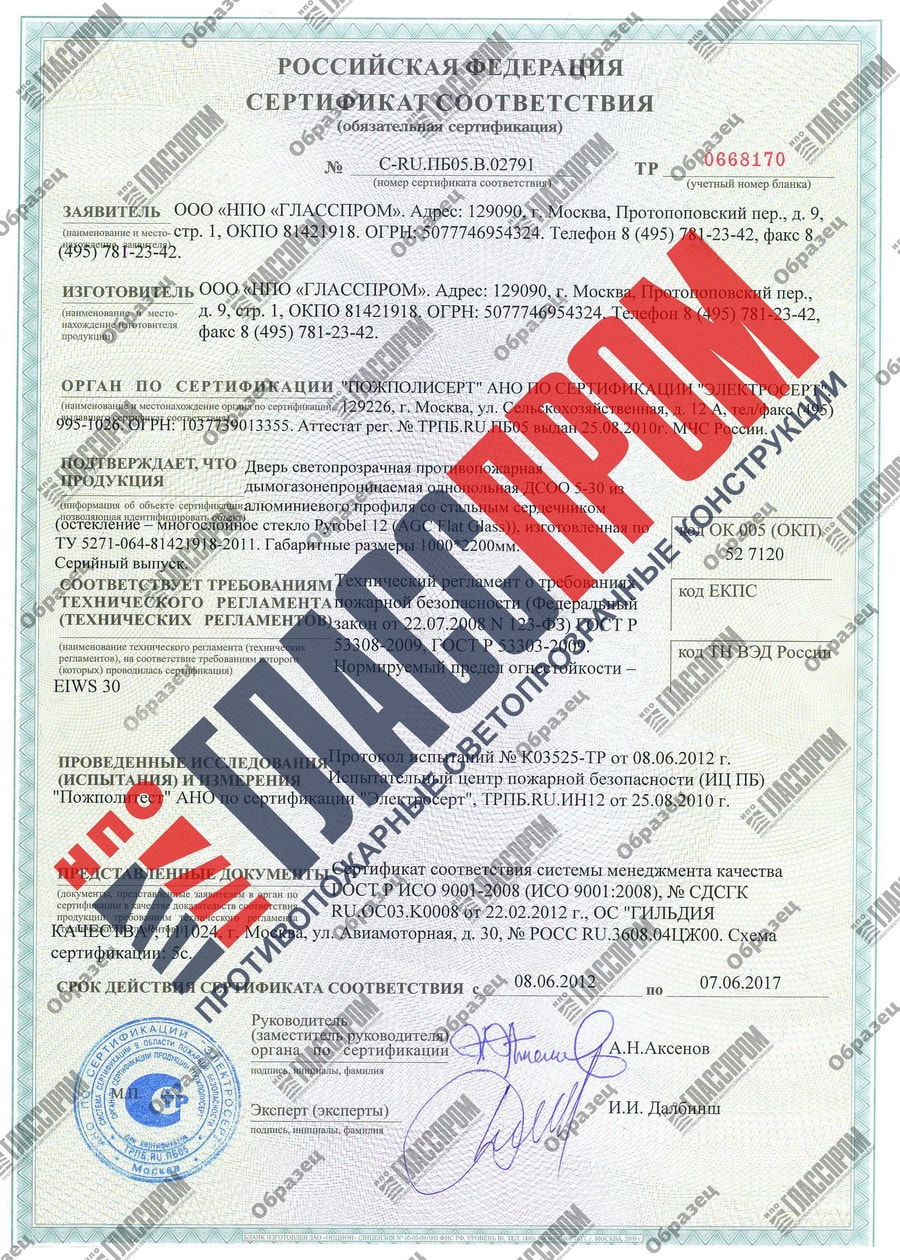 РОССИЙСКАЯ ФЕДЕРАЦИЯ
СЕРТИФИКАТ СООТВЕТСТВИЯ
(обязательная сертификация)
№ C-RU.ПБ05.В.02791
(номер сертификата соответствия)
ТР 0668170
(учетный номер бланка)
ЗАЯВИТЕЛЬ ООО «НПО «ГЛАССПРОМ». Адрес: 129090, г. Москва, Протопоповский пер., д. 9,
(наименование и место-нахождение заявителя) стр. 1, ОКПО 81421918. ОГРН: 5077746954324. Телефон 8 (495) 781-23-42, факс 8
(495) 781-23-42.
ИЗГОТОВИТЕЛЬ ООО «НПО «ГЛАССПРОМ». Адрес: 129090, г. Москва, Протопоповский пер.,
(наименование и место-нахождение изготовителя продукции) д. 9, стр. 1, ОКПО 81421918. ОГРН: 5077746954324, Телефон 8 (495) 781-23-42,
факс 8 (495) 781-23-42.
ОРГАН ПО СЕРТИФИКАЦИИ "ПОЖПОЛИСЕРТ" АНО ПО СЕРТИФИКАЦИИ "ЭЛЕКТРОСЕРТ",
(наименование и местонахождение органа по сертификации, выдавшего сертификат соответствия) 129226, г. Москва, ул. Сельскохозяйственная, д. 12 А, тел/факс (495)
995-1026. ОГРН: 1037739013355. Аттестат рег. № ТРПБ.RU.ПБ05 выдан 25.08.2010г. МЧС России.
ПОДТВЕРЖДАЕТ, ЧТО
ПРОДУКЦИЯ
(информация об объекте сертификации, позволяющая идентифицировать объект)
Дверь светопрозрачная противопожарная
дымогазонепроницаемая однопольная ДСОО 5-30 из
алюминиевого профиля со стальным сердечником
(остекление – многослойное стекло Pyrobel 12 (AGC Flat Glass)), изготовленная по
ТУ 5271-064-81421918-2011. Габаритные размеры 1000*2200мм.
Серийный выпуск.
код ОК 005 (ОКП)
52 7120
код ЕКПС
код ТН ВЭД России
СООТВЕТСТВУЕТ ТРЕБОВАНИЯМ
ТЕХНИЧЕСКОГО РЕГЛАМЕНТА
(ТЕХНИЧЕСКИХ РЕГЛАМЕНТОВ)
(наименование технического регламента (технических
регламентов), на соответствие требованиям которого
(которых) проводилась сертификация)
Технический регламент о требованиях
пожарной безопасности (Федеральный
закон от 22.07.2008 N 123-ФЗ) ГОСТ Р
53308-2009, ГОСТ Р 53303-2009.
Нормируемый предел огнестойкости –
EIWS 30
ПРОВЕДЕННЫЕ ИССЛЕДОВАНИЯ
(ИСПЫТАНИЯ) И ИЗМЕРЕНИЯ
Протокол испытаний № К03525-ТР от 08.06.2012 г.
Испытательный центр пожарной безопасности (ИЦ ПБ)
"Пожполитест" АНО по сертификации "Электросерт", ТРПБ.RU.ИН12 от 25.08.2010 г.
ПРЕДСТАВЛЕННЫЕ ДОКУМЕНТЫ
(документы, представленные заявителем в орган по
сертификации в качестве доказательств соответствия
продукции требованиям технического регламента
Сертификат соответствия системы менеджмента качества
ГОСТ Р ИСО 9001-2008 (ИСО 9001:2008), № СДСГК
RU.ОС03.К0008 от 22.02.2012 г., ОС "ГИЛЬДИЯ
КАЧЕСТВА", 111024, г. Москва, ул. Авиамоторная, д. 30, № РОСС RU.3608.04ЦЖ00. Схема
сертификации: 5с.
СРОК ДЕЙСТВИЯ СЕРТИФИКАТА СООТВЕТСТВИЯ с 08.06.2012 по 07.06.2017
Руководитель
(заместитель руководителя)
органа по сертификации
подпись, инициалы, фамилия
А.Н.Аксенов
М.П.
Эксперт (эксперты)
подпись, инициалы, фамилия
И.И. Далбинш
АНО ПО СЕРТИФИКАЦИИ «ЭЛЕКТРОСЕРТ»
для сертификатов
ТРПБ.RU.ПБ05
Москва
НПО
ГЛАССПРОМ
ПРОТИВОПОЖАРНЫЕ СВЕТОПРОЗРАЧНЫЕ КОНСТРУКЦИИ
Образец
НПО ГЛАССПРОМ